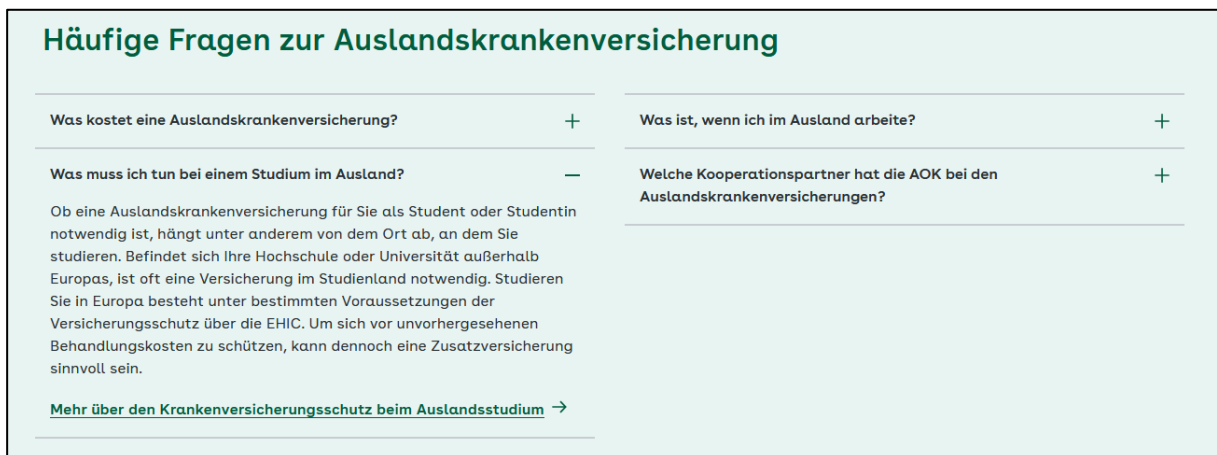 Häufige Fragen zur Auslandskrankenversicherung
Was kostet eine Auslandskrankenversicherung?
Was muss ich tun bei einem Studium im Ausland?
Ob eine Auslandskrankenversicherung für Sie als Student oder Studentin
notwendig ist, hängt unter anderem von dem Ort ab, an dem Sie
studieren. Befindet sich Ihre Hochschule oder Universität außerhalb
Europas, ist oft eine Versicherung im Studienland notwendig. Studieren
Sie in Europa besteht unter bestimmten Voraussetzungen der
Versicherungsschutz über die EHIC. Um sich vor unvorhergesehenen
Behandlungskosten zu schützen, kann dennoch eine Zusatzversicherung
sinnvoll sein.
Mehr über den Krankenversicherungsschutz beim Auslandsstudium →
Was ist, wenn ich im Ausland arbeite?
Welche Kooperationspartner hat die AOK bei den
Auslandskrankenversicherungen?